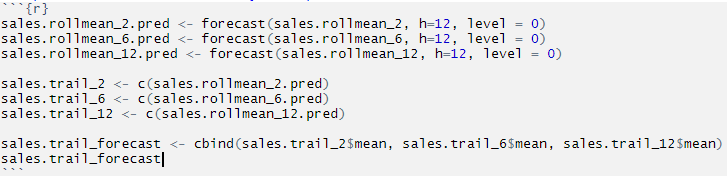 ```{r}
sales.rollmean_2.pred <- forecast(sales.rollmean_2, h=12, level = 0)
sales.rollmean_6.pred <- forecast(sales.rollmean_6, h=12, level = 0)
sales.rollmean_12.pred <- forecast(sales.rollmean_12, h=12, level = 0)
sales.trail_2 <- c(sales.rollmean_2.pred)
sales.trail_6 <- c(sales.rollmean_6.pred)
sales.trail_12 <- c(sales.rollmean_12.pred)
sales.trail_forecast <- cbind(sales.trail_2$mean, sales.trail_6$mean, sales.trail_12$mean)
sales.trail_forecast
```